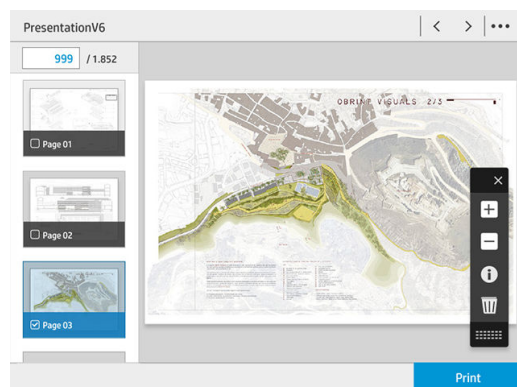 PresentationV6
999 / 1.852
OBRINT VISUALS 2/3
Page 01
Page 02
Page 03
Print